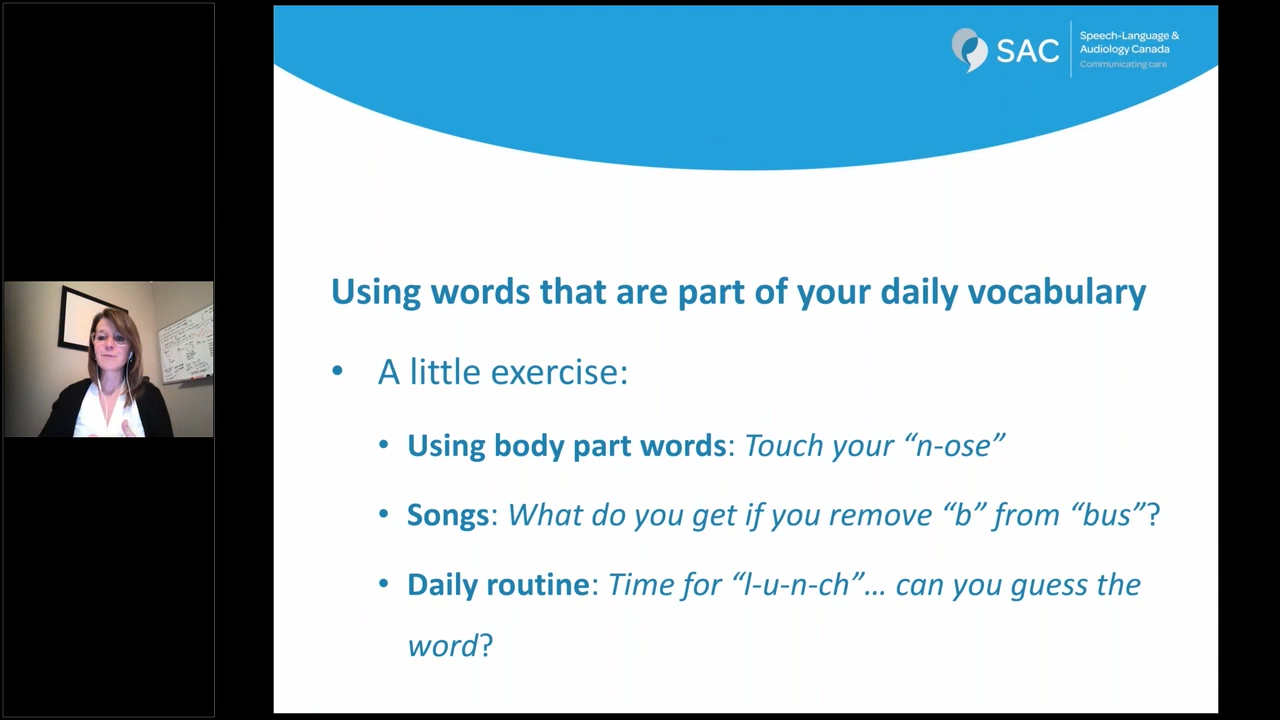 SAC
Speech-Language &
Audiology Canada
Communicating care
Using words that are part of your daily vocabulary
• A little exercise:
• Using body part words: Touch your “n-ose”
• Songs: What do you get if you remove “b” from “bus”?
• Daily routine: Time for “l-u-n-ch”... can you guess the
word?